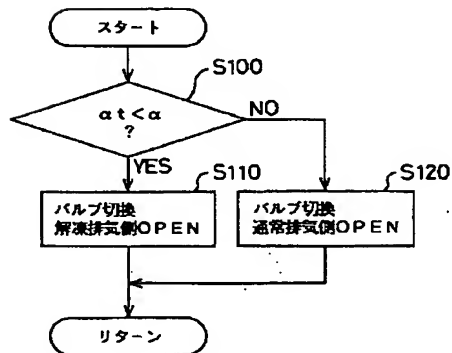 スタート
S100
αt<α
?
NO
YES
S110
S120
バルブ切換
解凍排気側OPEN
バルブ切換
通常排気側OPEN
リターン